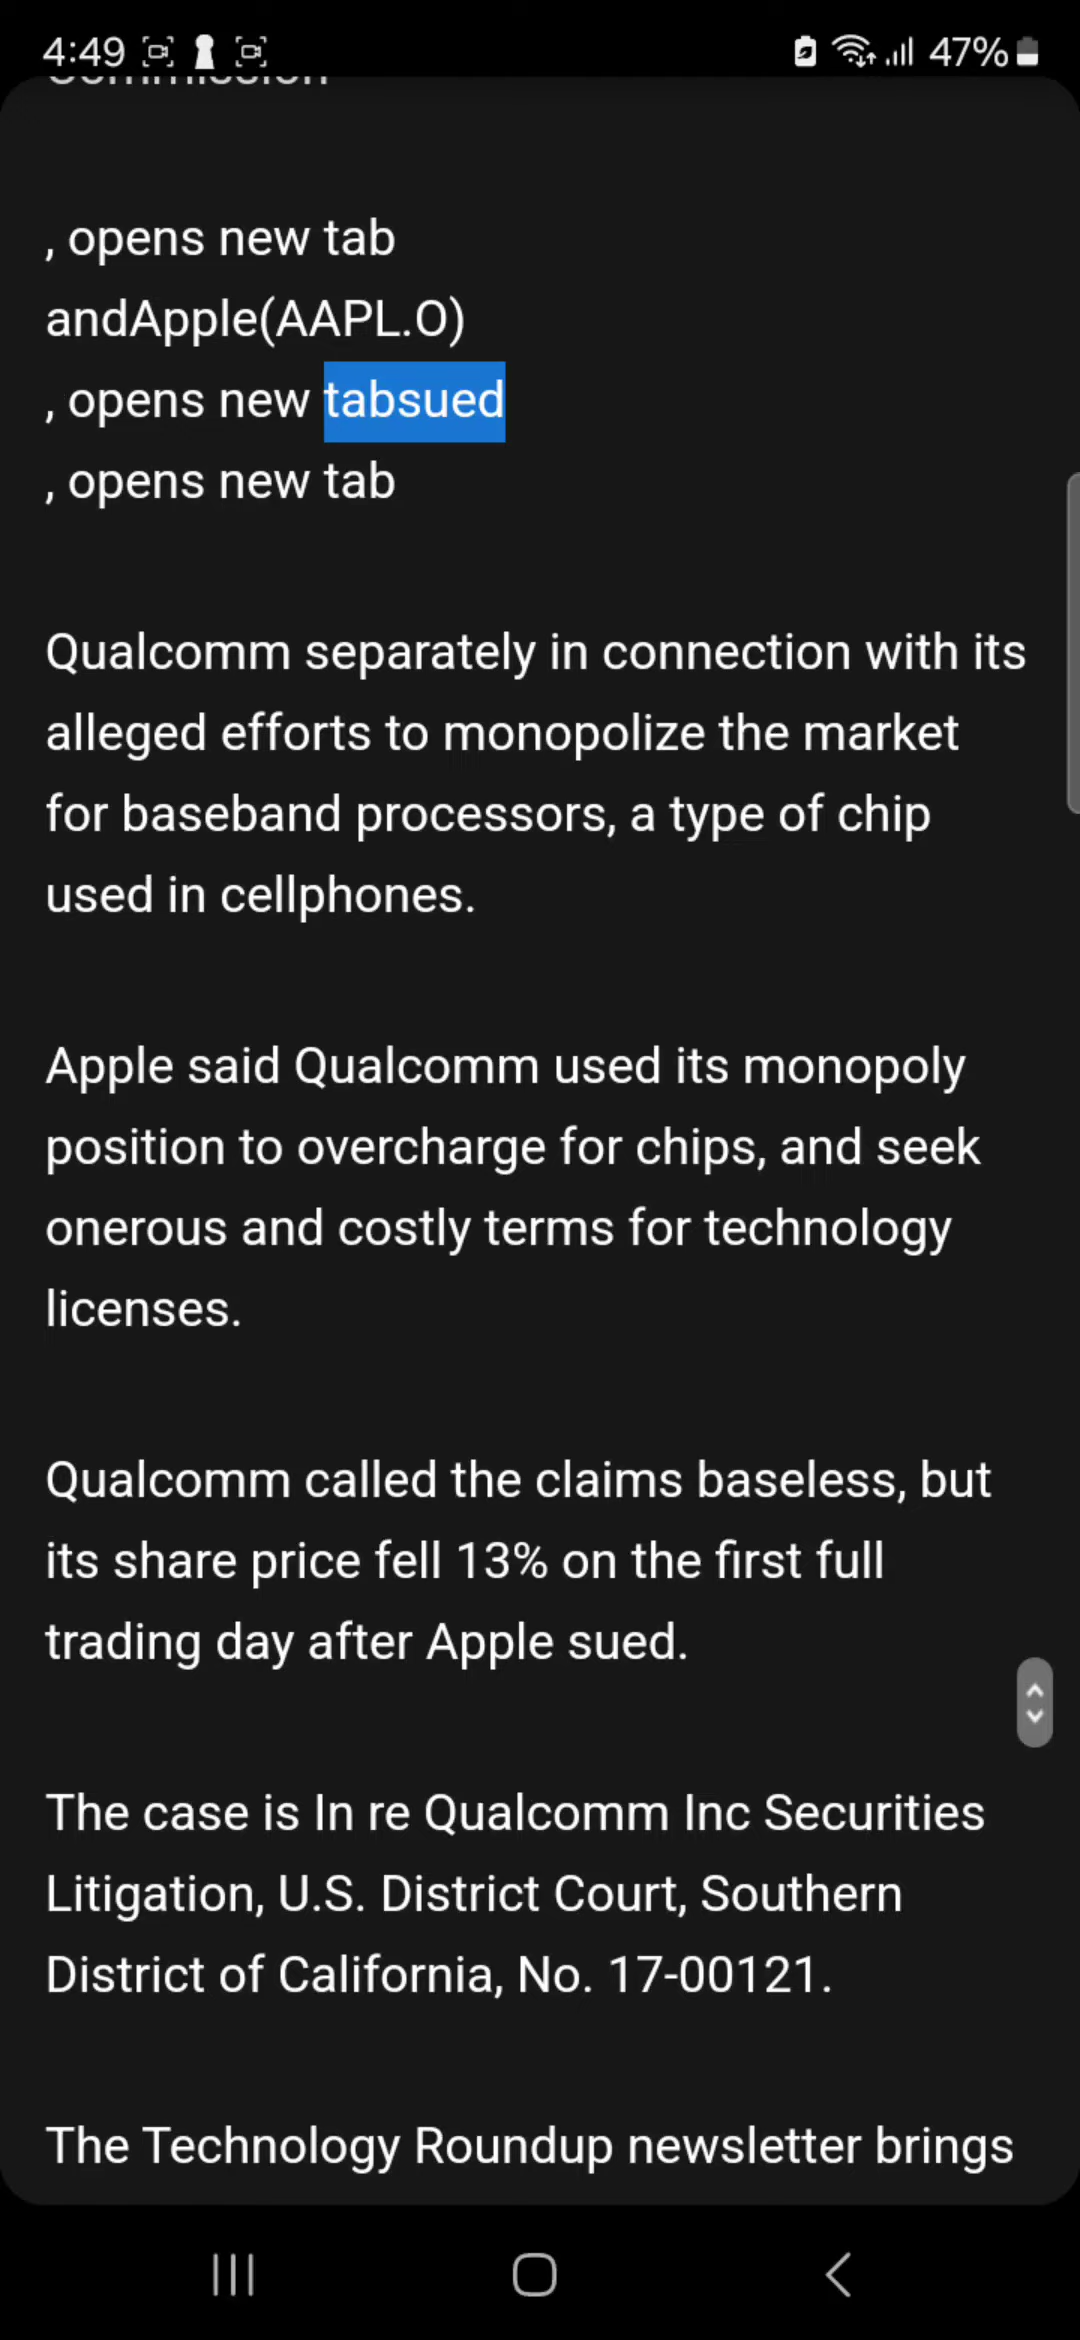 4:49
47%
Commission
, opens new tab
andApple(AAPL.O)
, opens new tabsued
, opens new tab
Qualcomm separately in connection with its
alleged efforts to monopolize the market
for baseband processors, a type of chip
used in cellphones.
Apple said Qualcomm used its monopoly
position to overcharge for chips, and seek
onerous and costly terms for technology
licenses.
Qualcomm called the claims baseless, but
its share price fell 13% on the first full
trading day after Apple sued.
The case is In re Qualcomm Inc Securities
Litigation, U.S. District Court, Southern
District of California, No. 17-00121.
The Technology Roundup newsletter brings